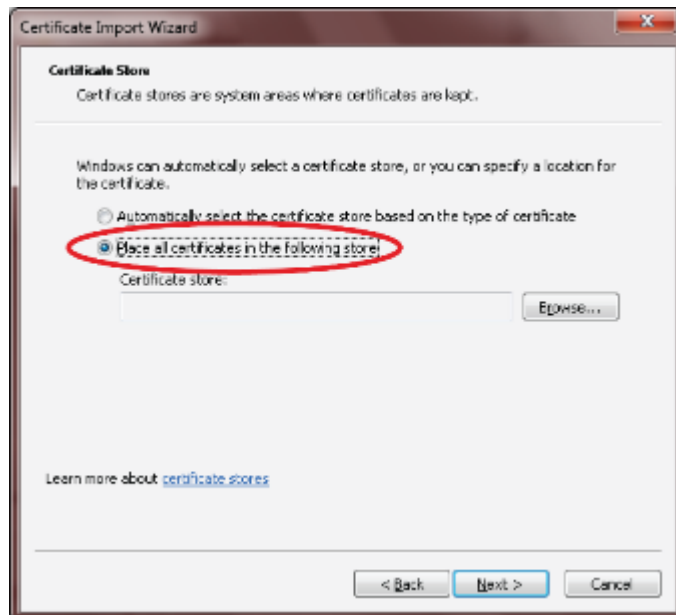 Certificate Import Wizard
Certificate Store
Certificate stores are system areas where certificates are kept.
Windows can automatically select a certificate store, or you can specify a location for
the certificate.
Automatically select the certificate store based on the type of certificate
Place all certificates in the following store
Certificate store:
Browse...
Learn more about certificate stores
< Back Next > Cancel